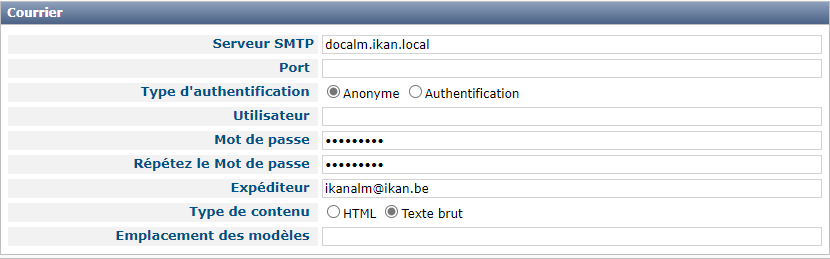 Courrier
Serveur SMTP docalm.ikan.local
Port
Type d'authentification Anonyme Authentification
Utilisateur
Mot de passe •••••••••
Répétez le Mot de passe •••••••••
Expéditeur ikanalm@ikan.be
Type de contenu HTML Texte brut
Emplacement des modèles